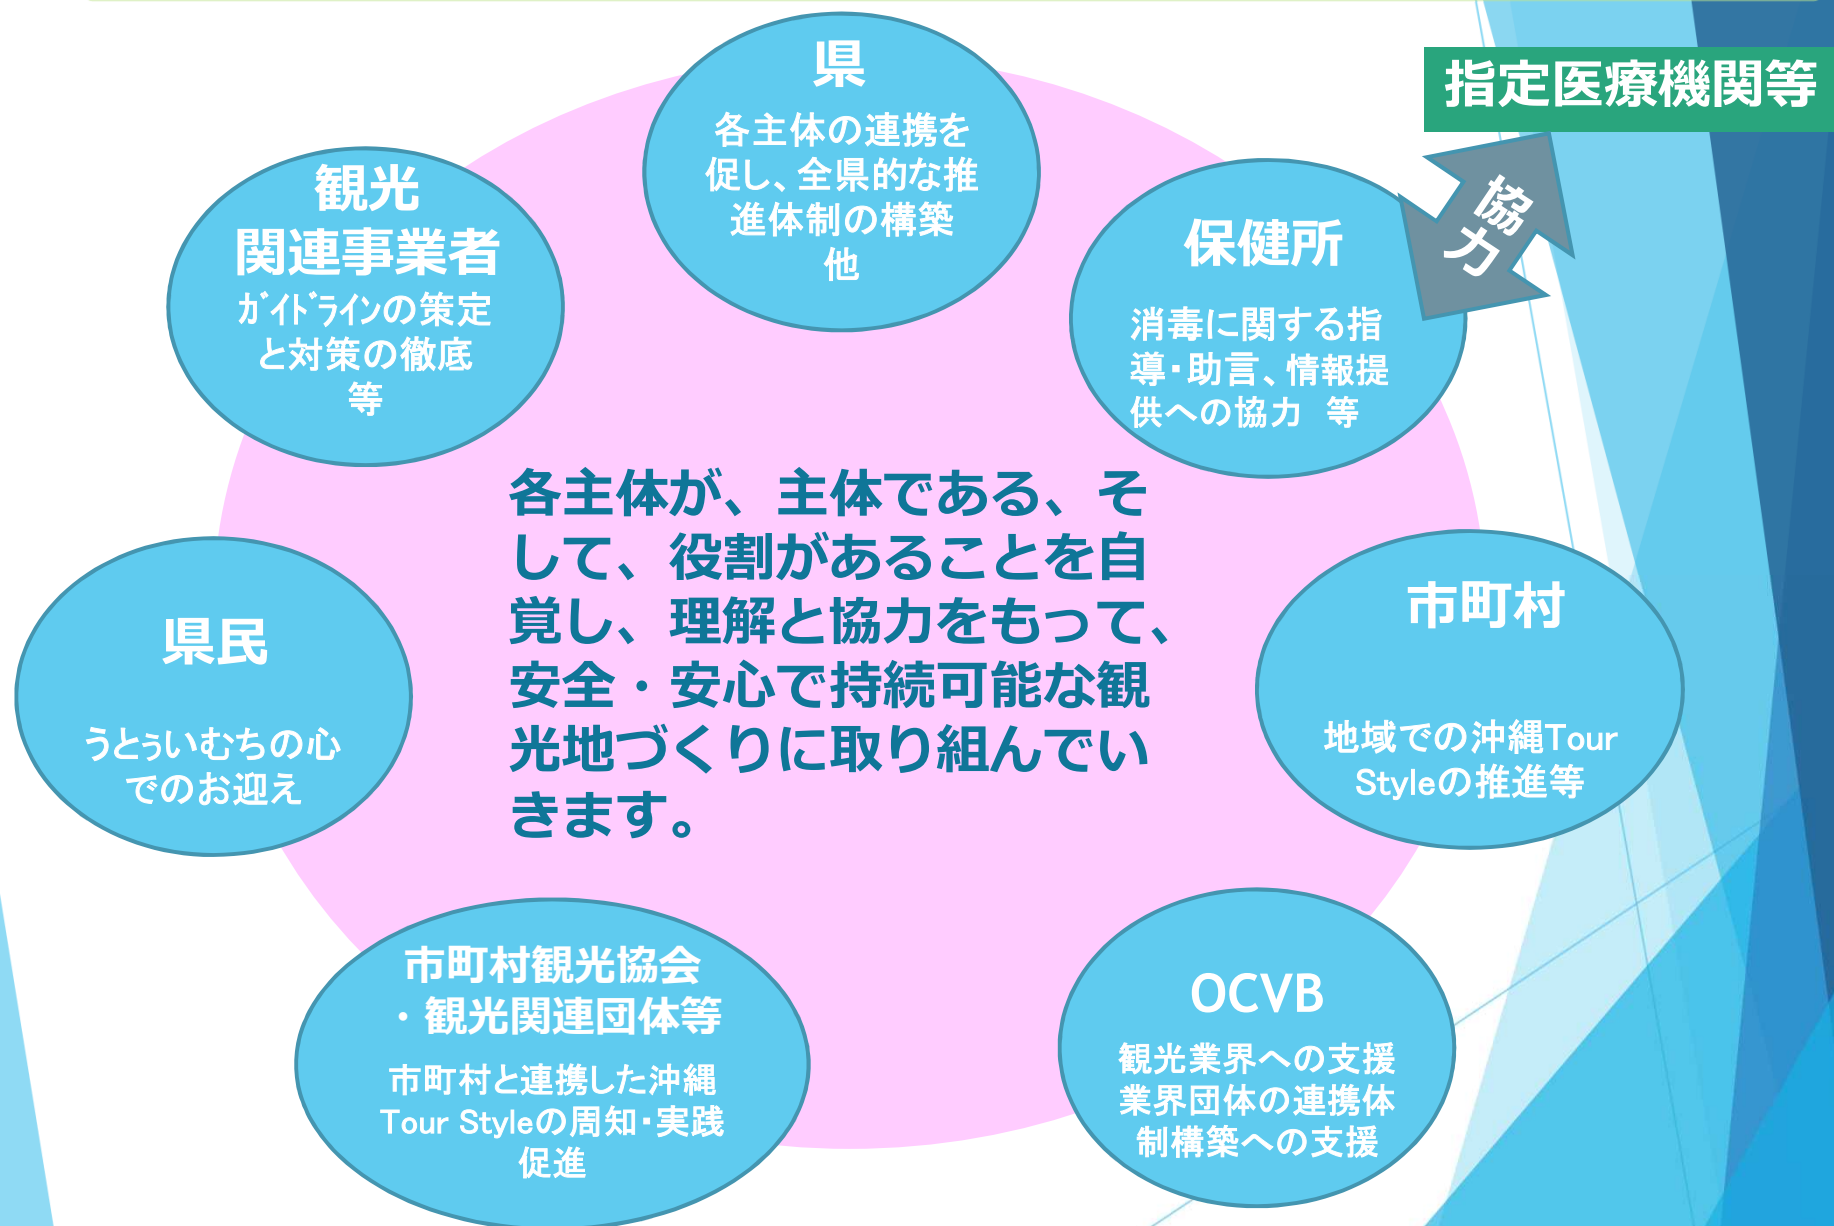 県
各主体の連携を
促し、全県的な推
進体制の構築
他
指定医療機関等
協
力
観光
関連事業者
ｶﾞｲﾄﾞﾗｲﾝの策定
と対策の徹底
等
保健所
消毒に関する指
導・助言、情報提
供への協力　等
各主体が、主体である、そ
して、役割があることを自
覚し、理解と協力をもって、
安全・安心で持続可能な観
光地づくりに取り組んでい
きます。
県民
うとぅいむちの心
でのお迎え
市町村
地域での沖縄Tour
Styleの推進等
市町村観光協会
・観光関連団体等
市町村と連携した沖縄
Tour Styleの周知・実践
促進
OCVB
観光業界への支援
業界団体の連携体
制構築への支援